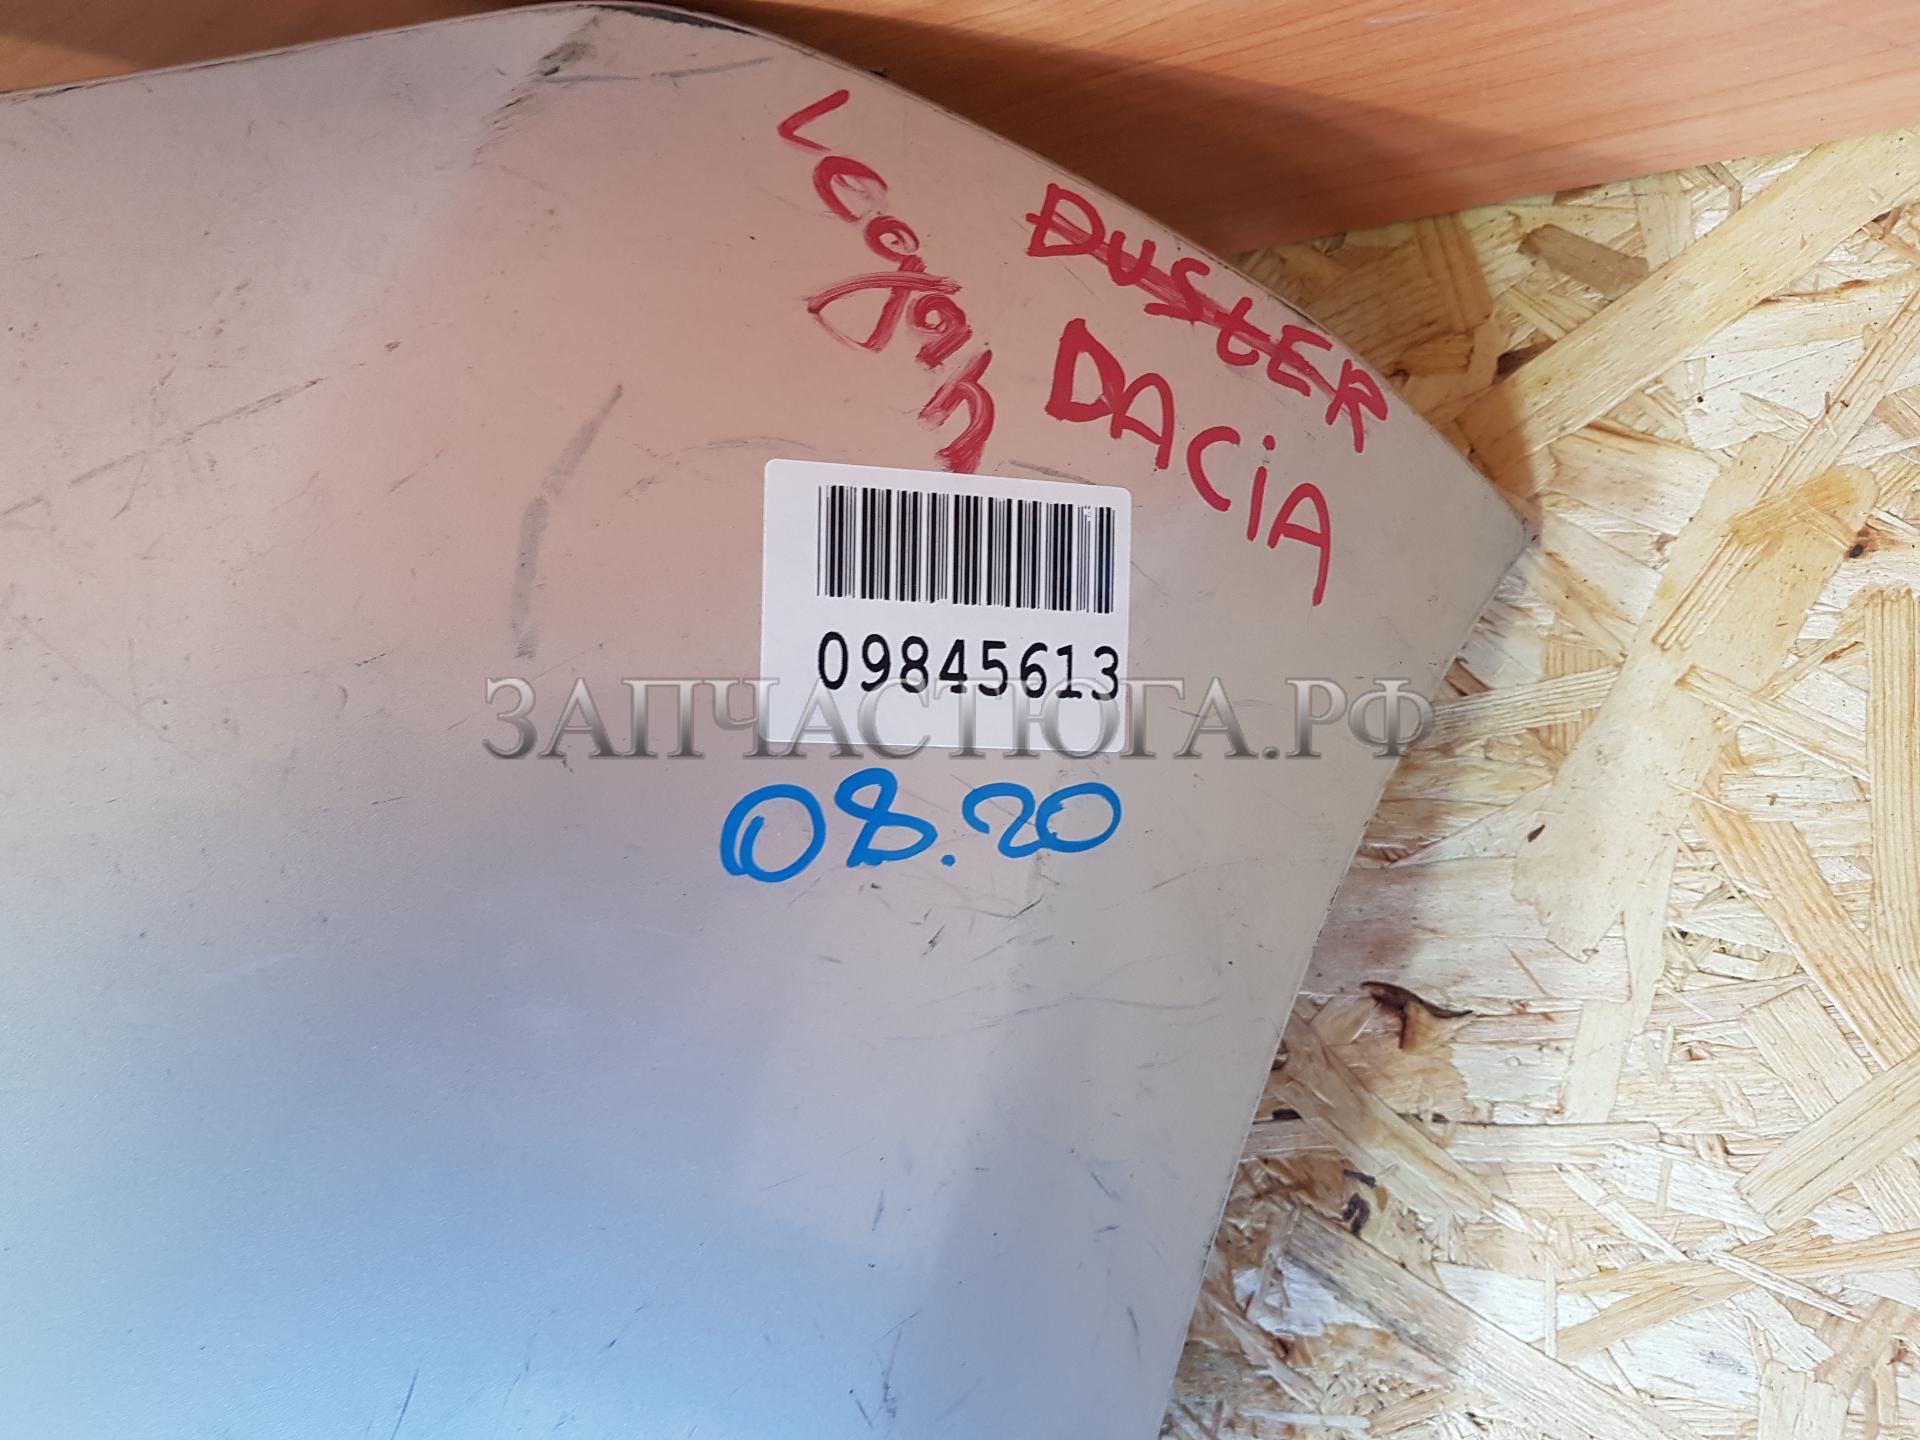 Logan
DUStER
DACiA
09845613
ЗАПЧАСТЮГА.РФ
08.20